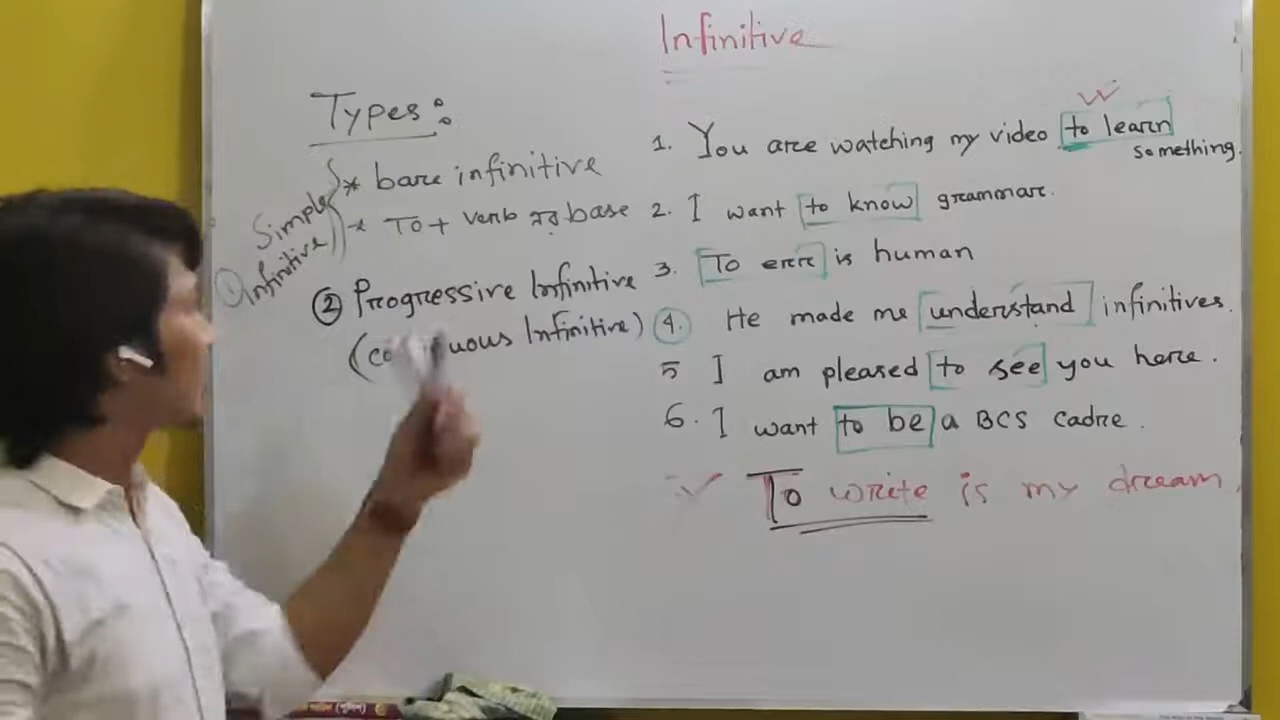 Infinitive
Types:
Simple
① Infinitive
* bare infinitive
* TO + verb এর base
② Progressive Infinitive
(continuous Infinitive)
1. You are watching my video to learn
something.
2. I want to know grammar.
3. To err is human
4. He made me understand infinitives.
5 I am pleased to see you here.
6. I want to be a BCS cadre.
To write is my dream.